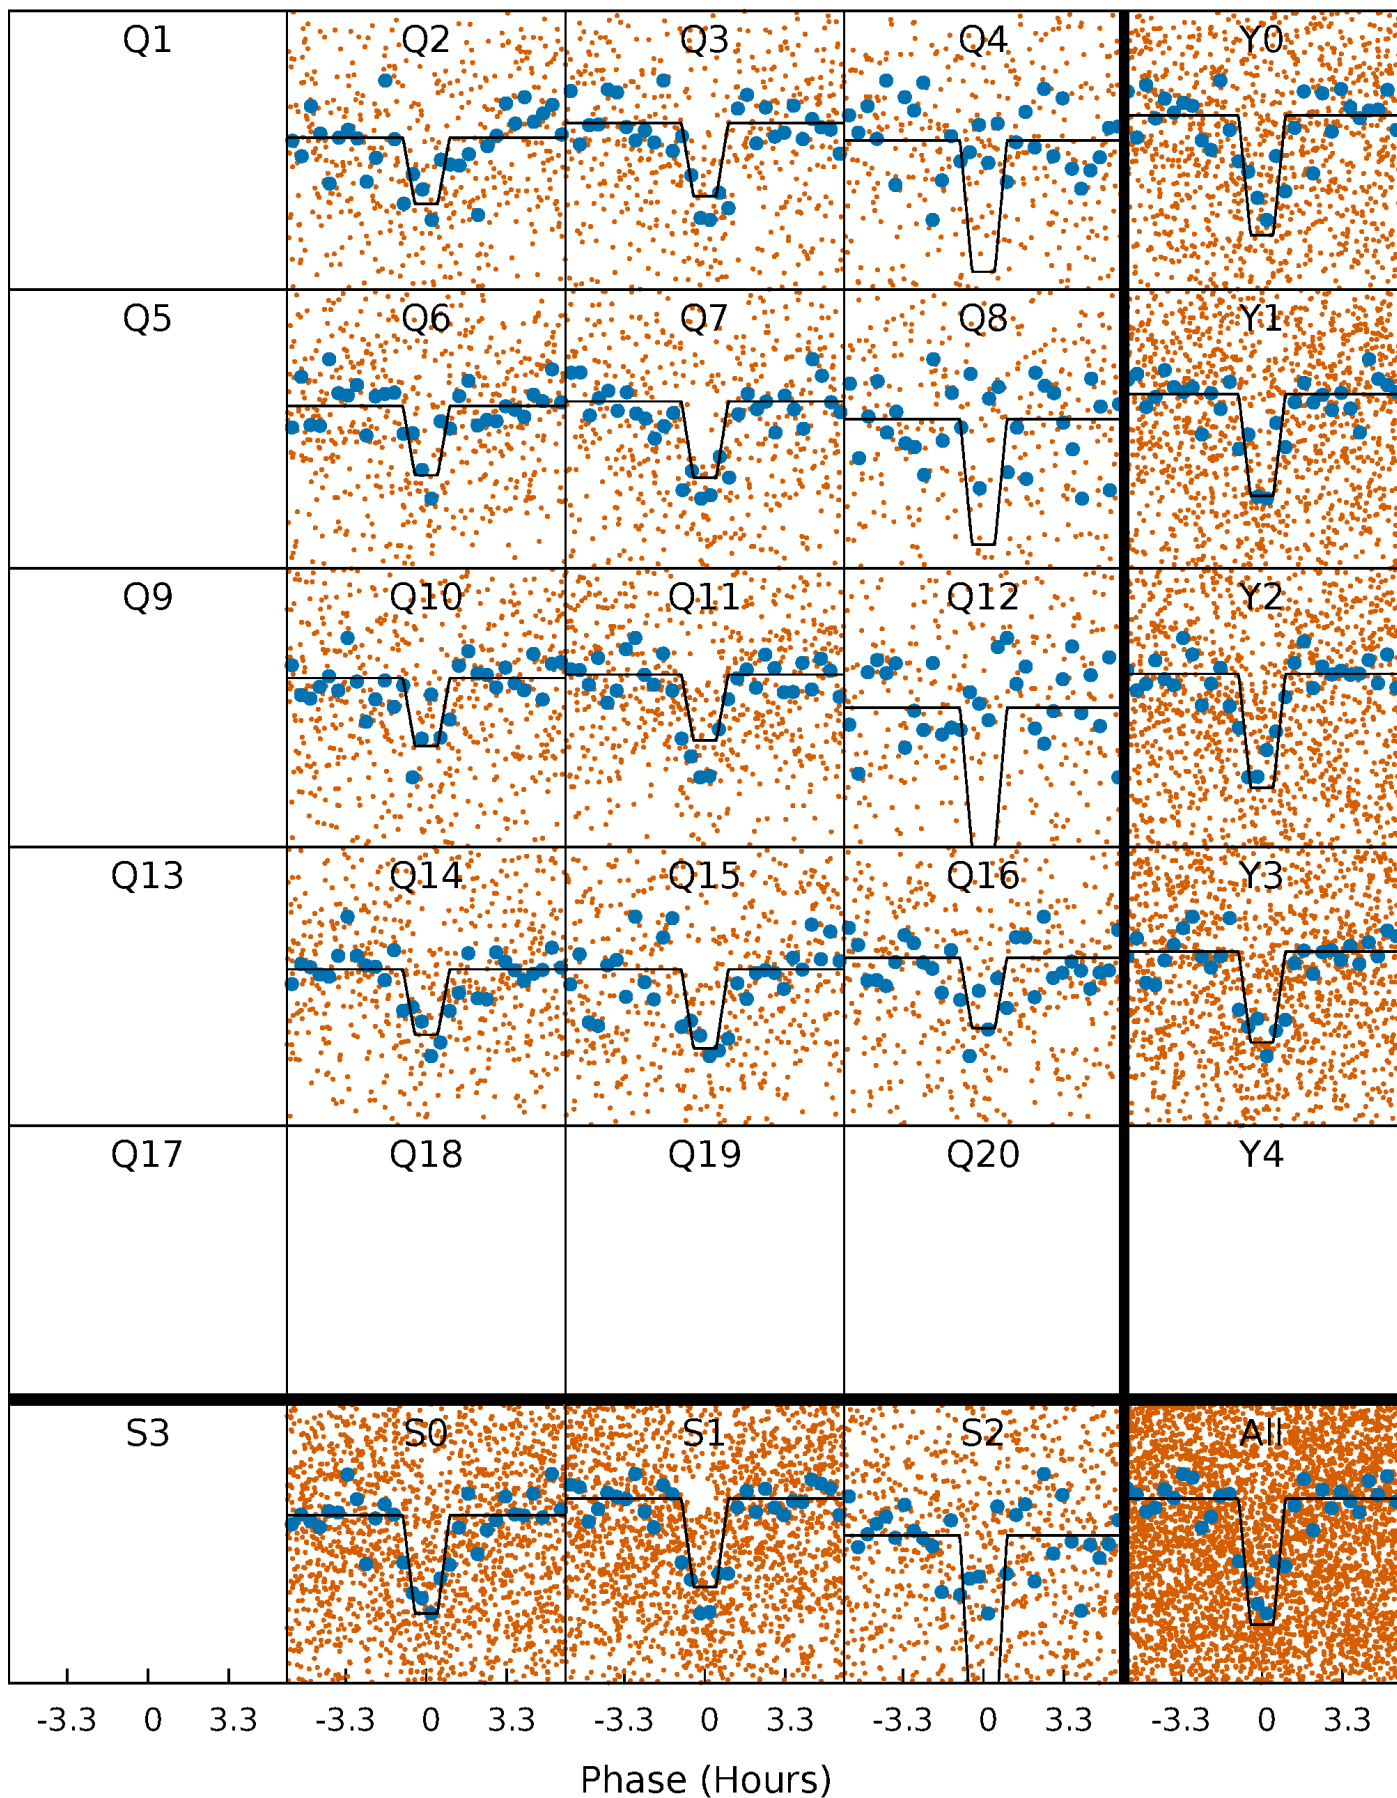 Q1 Q2 Q3 Q4 Y0
Q5 Q6 Q7 Q8 Y1
Q9 Q10 Q11 Q12 Y2
Q13 Q14 Q15 Q16 Y3
Q17 Q18 Q19 Q20 Y4
S3 S0 S1 S2 All
-3.3 0 3.3 -3.3 0 3.3 -3.3 0 3.3 -3.3 0 3.3 -3.3 0 3.3
Phase (Hours)